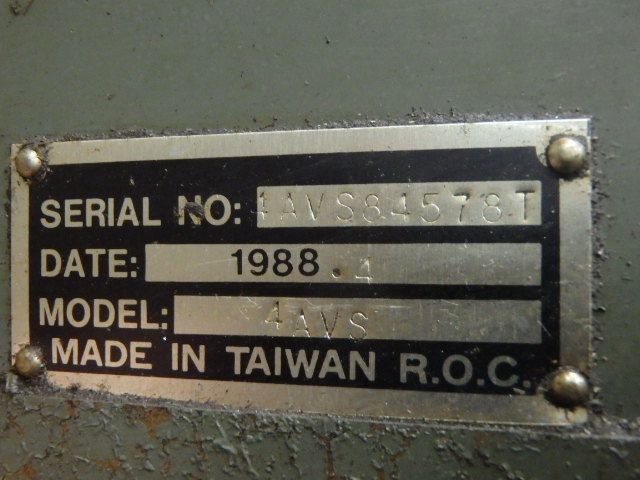 SERIAL NO: 4AVS84578T
DATE: 1988.4
MODEL: 4AVS
MADE IN TAIWAN R.O.C.